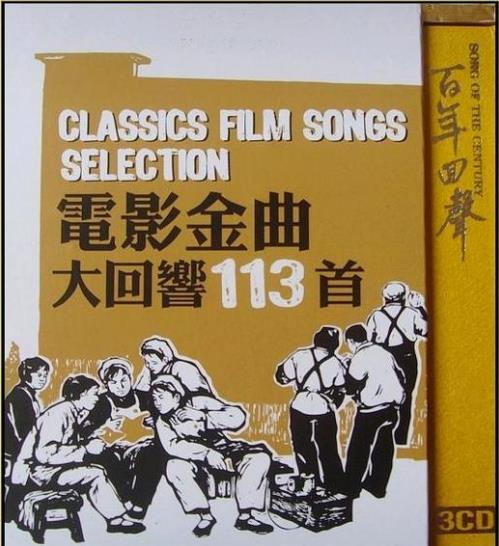 CLASSICS FILM SONGS
SELECTION
電影金曲
大回響113首
百年回聲
SONG OF THE CENTURY
3CD